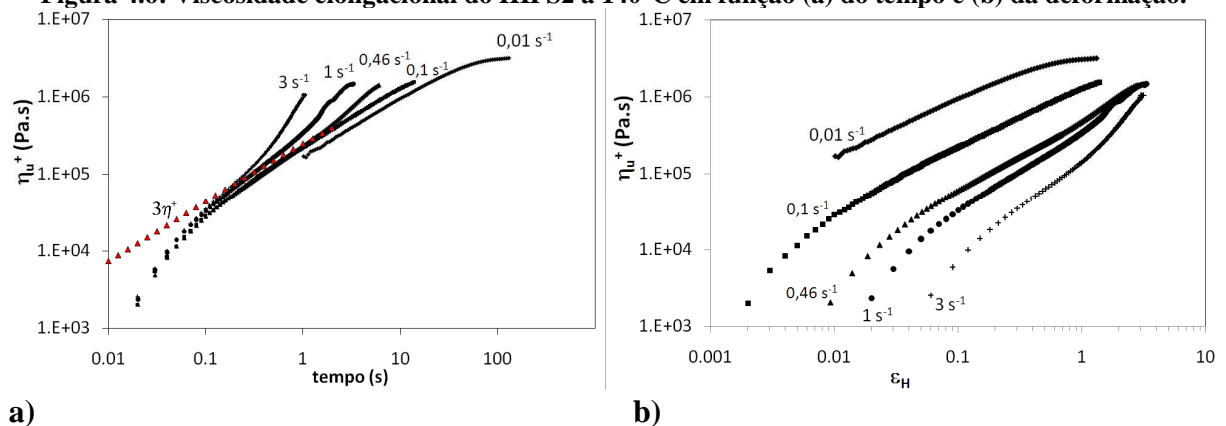 Figura 4.6: Viscosidade elongacional do HIPS2 a 140°C em função (a) do tempo e (b) da deformação.
1.E+07
1.E+06
1.E+05
1.E+04
1.E+03
ηu+ (Pa.s)
0,01 s-1
3 s-1
1 s-1
0,46 s-1
0,1 s-1
3η+
0.01
0.1
1
10
100
tempo (s)
a)
1.E+07
1.E+06
1.E+05
1.E+04
1.E+03
ηu+ (Pa.s)
0,01 s-1
0,1 s-1
0,46 s-1
1 s-1
3 s-1
0.001
0.01
0.1
1
10
εH
b)